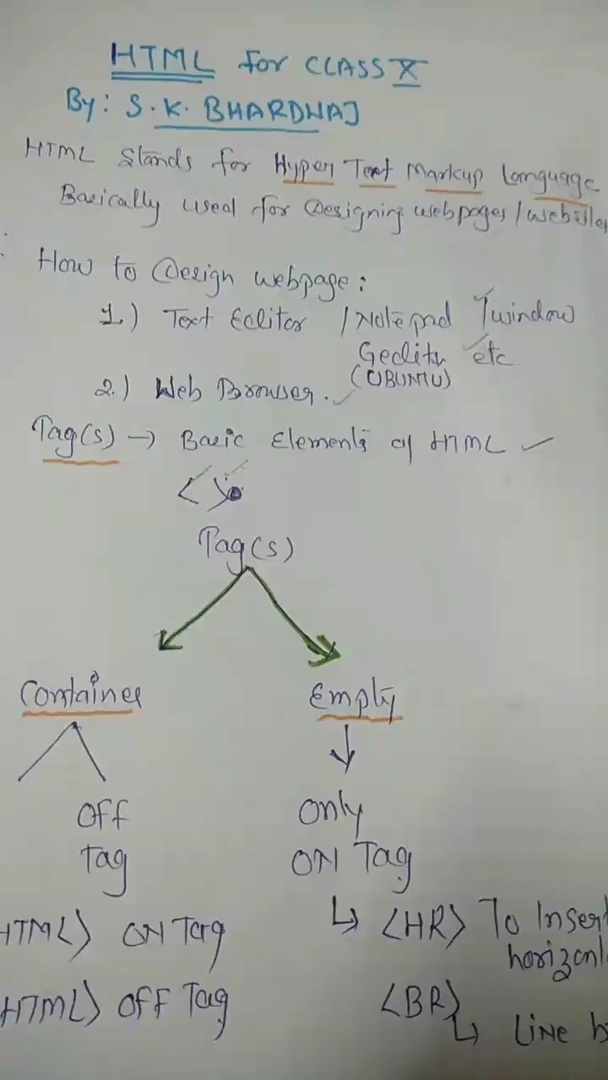 HTML for CLASS X
By: S.K. BHARDWAJ
HTML Stands for Hyper Text Markup Language
Basically used for Designing webpages/websites
How to Design webpage:
1.) Text Editor /Notepad /window
Gedit etc
(UBUNTU)
2.) Web Browser.
Tag(s) → Basic Elements of HTML
< >
Tag(s)
Container Empty
Off Only
Tag ON Tag
HTML> ON Tag ↳ <HR> To Insert
horizont
HTML> OFF Tag <BR>
↳ Line b